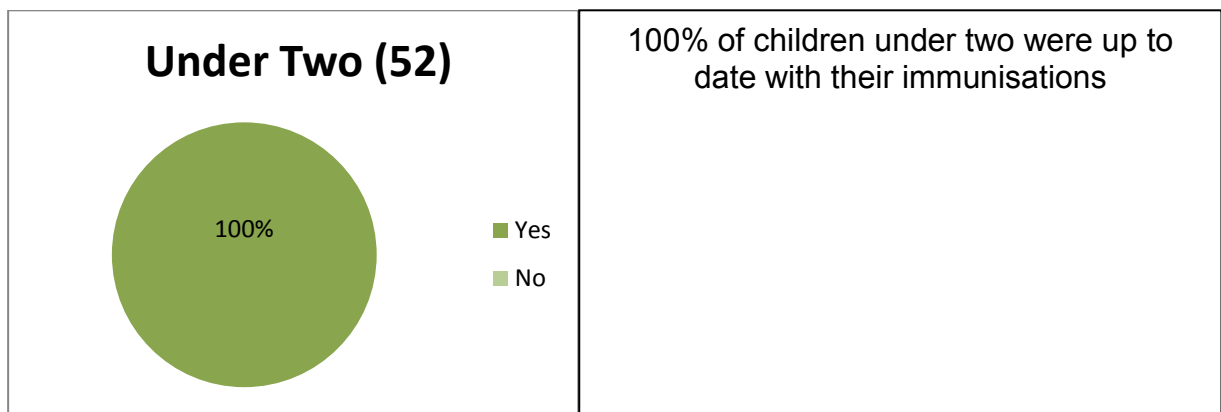 Under Two (52)
100%
Yes
No
100% of children under two were up to
date with their immunisations